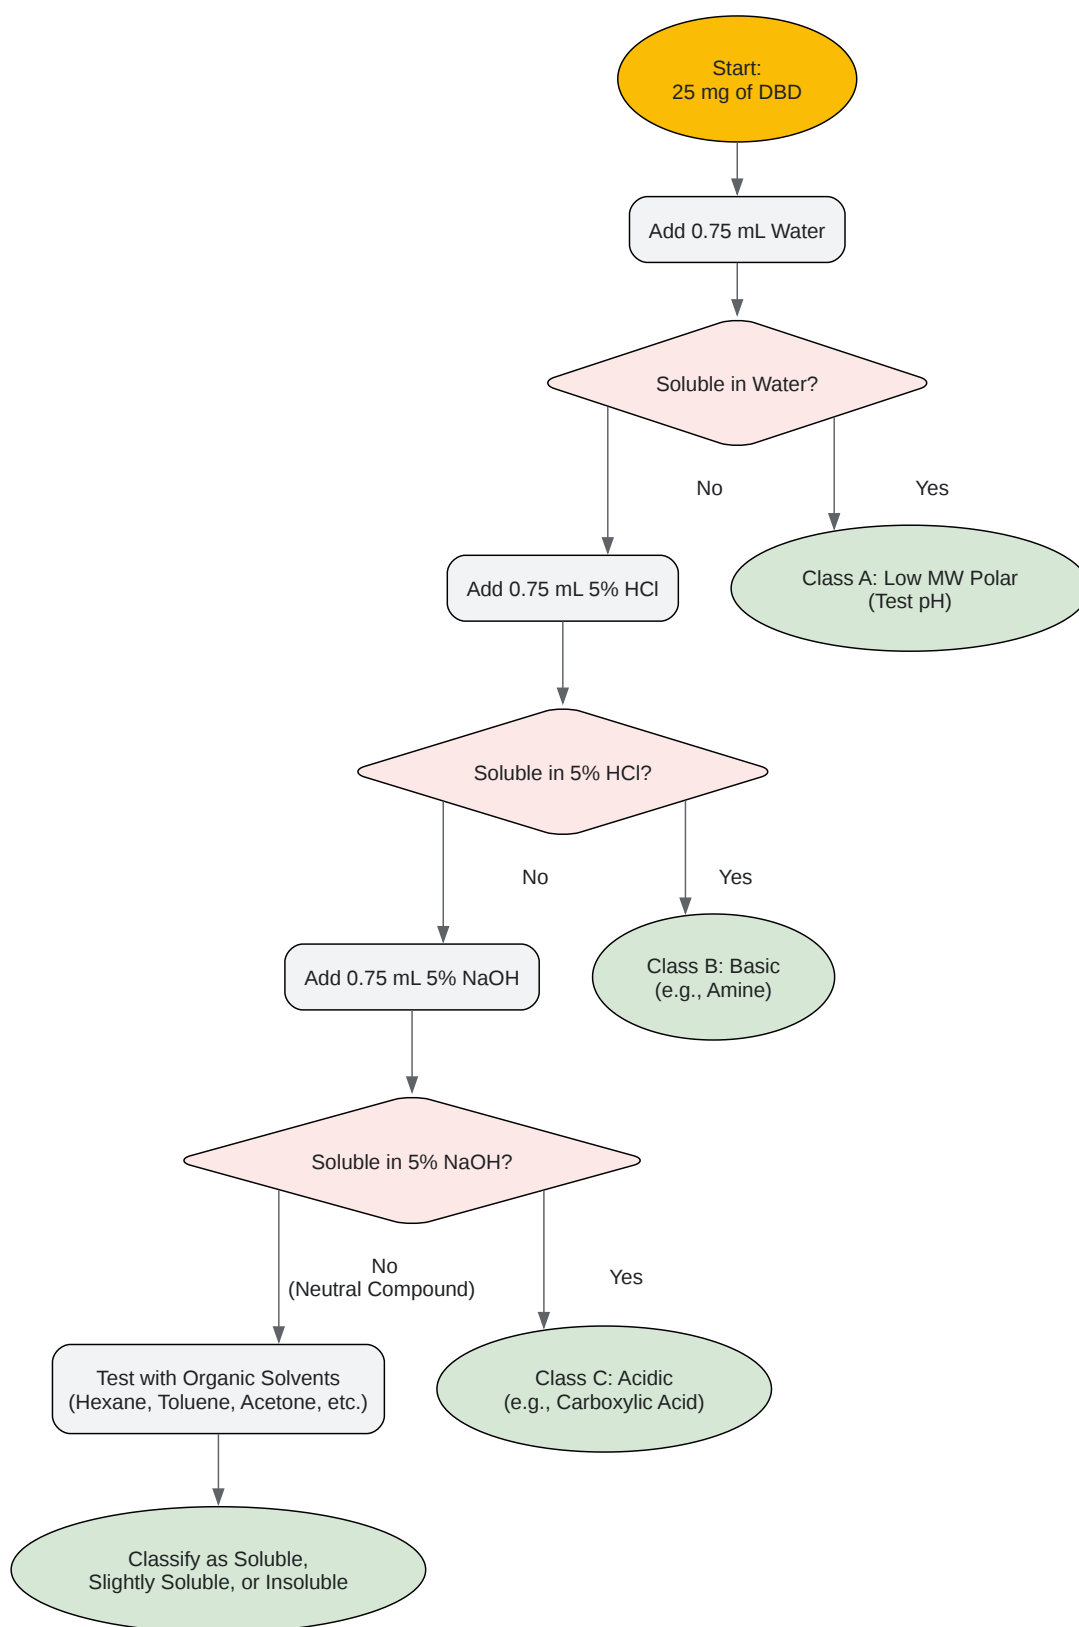 Start:
25 mg of DBD
Add 0.75 mL Water
Soluble in Water?
No
Yes
Add 0.75 mL 5% HCl
Class A: Low MW Polar
(Test pH)
Soluble in 5% HCl?
No
Yes
Add 0.75 mL 5% NaOH
Class B: Basic
(e.g., Amine)
Soluble in 5% NaOH?
No
(Neutral Compound)
Yes
Test with Organic Solvents
(Hexane, Toluene, Acetone, etc.)
Class C: Acidic
(e.g., Carboxylic Acid)
Classify as Soluble,
Slightly Soluble, or Insoluble